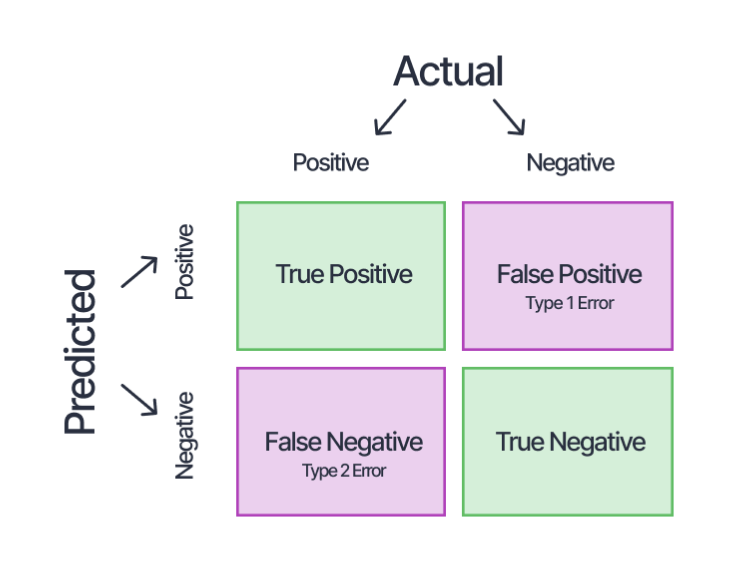 Actual
Positive
Negative
Predicted
Positive
True Positive
False Positive
Type 1 Error
Negative
False Negative
Type 2 Error
True Negative